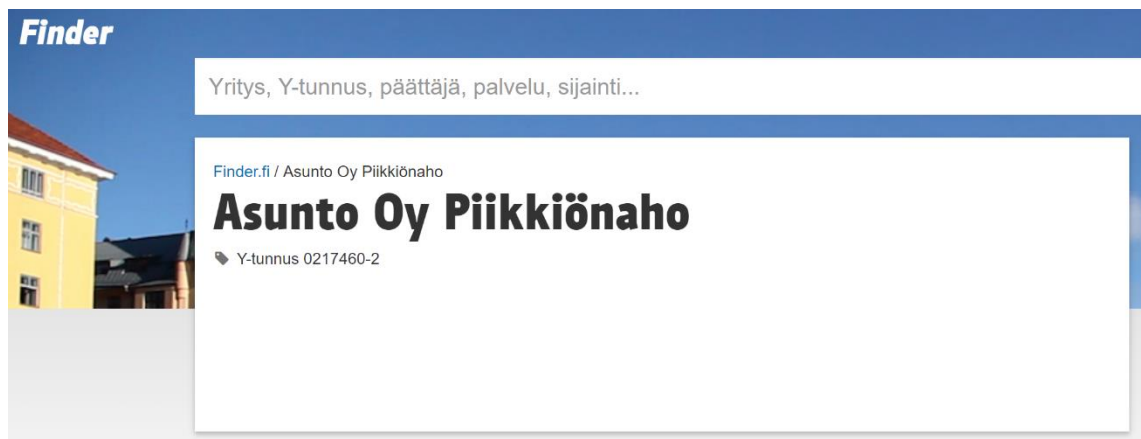 Finder
Yritys, Y-tunnus, päättäjä, palvelu, sijainti...
Finder.fi / Asunto Oy Piikkiönaho
Asunto Oy Piikkiönaho
Y-tunnus 0217460-2